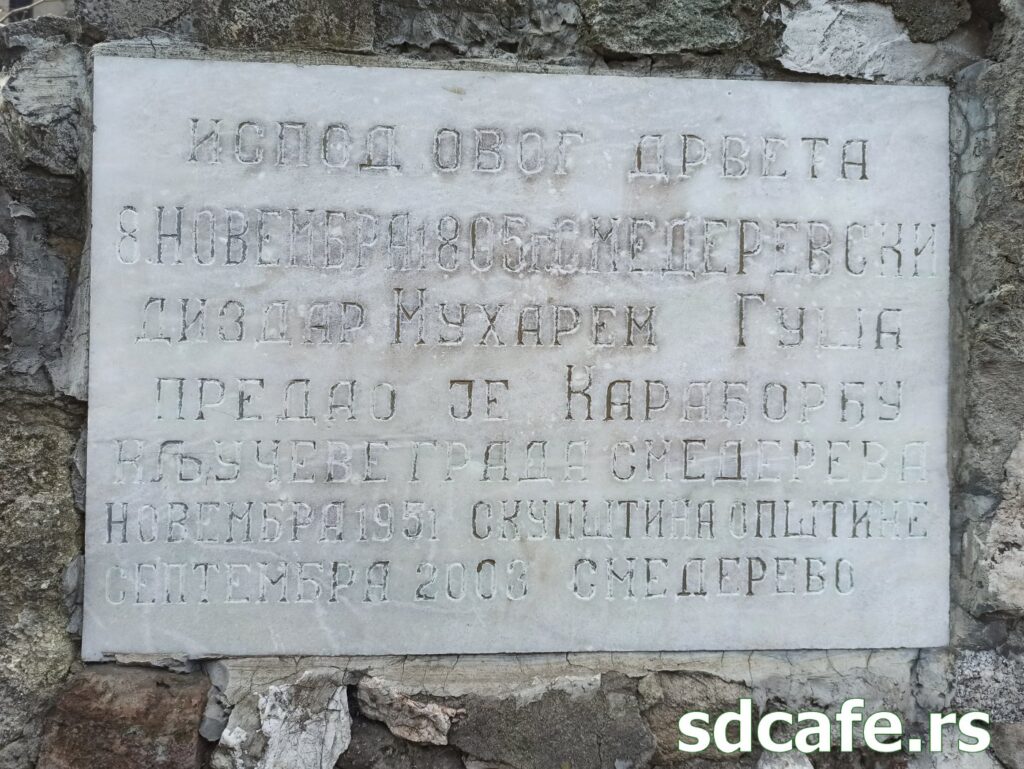 ИСПОД ОВОГ ДРВЕТА
8. НОВЕМБРА 1805 г. СМЕДЕРЕВСКИ
ДИЗДАР МУХАРЕМ ГУША
ПРЕДАО ЈЕ КАРАЂОРЂУ
КЉУЧЕВЕ ГРАДА СМЕДЕРЕВА
НОВЕМБРА 1951 СКУПШТИНА ОПШТИНЕ
СЕПТЕМБРА 2003 СМЕДЕРЕВО
sdcafe.rs